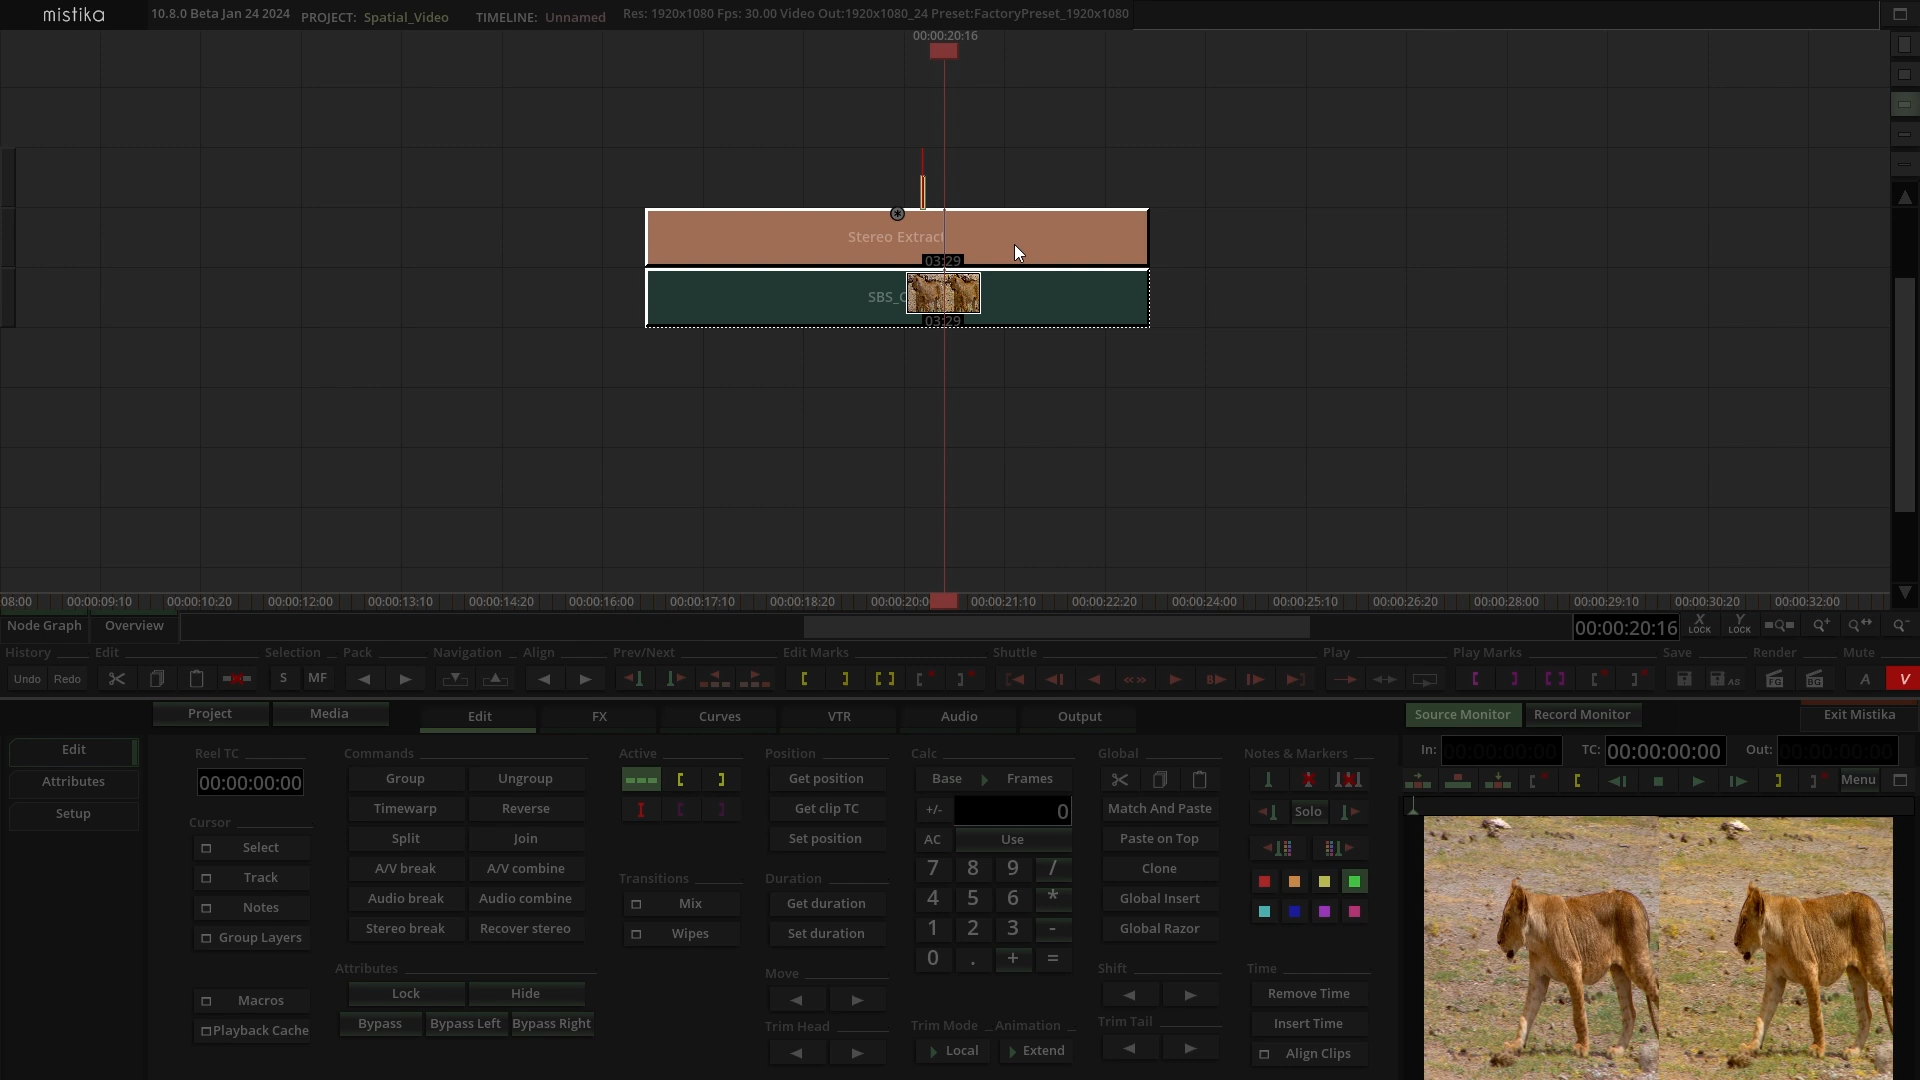 mistika 10.8.0 Beta Jan 24 2024 PROJECT: Spatial_Video TIMELINE: Unnamed Res: 1920x1080 Fps: 30.00 Video Out:1920x1080_24 Preset:FactoryPreset_1920x1080
00:00:20:16
Stereo Extract
03:29
SBS_
03:29
08:00 00:00:09:10 00:00:10:20 00:00:12:00 00:00:13:10 00:00:14:20 00:00:16:00 00:00:17:10 00:00:18:20 00:00:20:0 00:00:21:10 00:00:22:20 00:00:24:00 00:00:25:10 00:00:26:20 00:00:28:00 00:00:29:10 00:00:30:20 00:00:32:00
Node Graph Overview 00:00:20:16 X LOCK Y LOCK
History Edit Selection Pack Navigation Align Prev/Next Edit Marks Shuttle Play Play Marks Save Render Mute
Undo Redo S MF AS FG BG A V
Project Media Edit FX Curves VTR Audio Output Source Monitor Record Monitor Exit Mistika
Edit Reel TC Commands Active Position Calc Global Notes & Markers In: 00:00:00:00 TC: 00:00:00:00 Out: 00:00:00:00
Attributes 00:00:00:00 Group Ungroup Get position Base Frames Menu
Setup Timewarp Reverse Get clip TC +/- 0 Match And Paste Solo
Cursor Split Join Set position AC Use Paste on Top
Select A/V break A/V combine Transitions Duration 7 8 9 / Clone
Track Audio break Audio combine Mix Get duration 4 5 6 * Global Insert
Notes Stereo break Recover stereo Wipes Set duration 1 2 3 - Global Razor
Group Layers 0 . + =
Attributes Move Shift Time
Macros Lock Hide Remove Time
Playback Cache Bypass Bypass Left Bypass Right Trim Head Trim Mode Animation Trim Tail Insert Time
Local Extend Align Clips